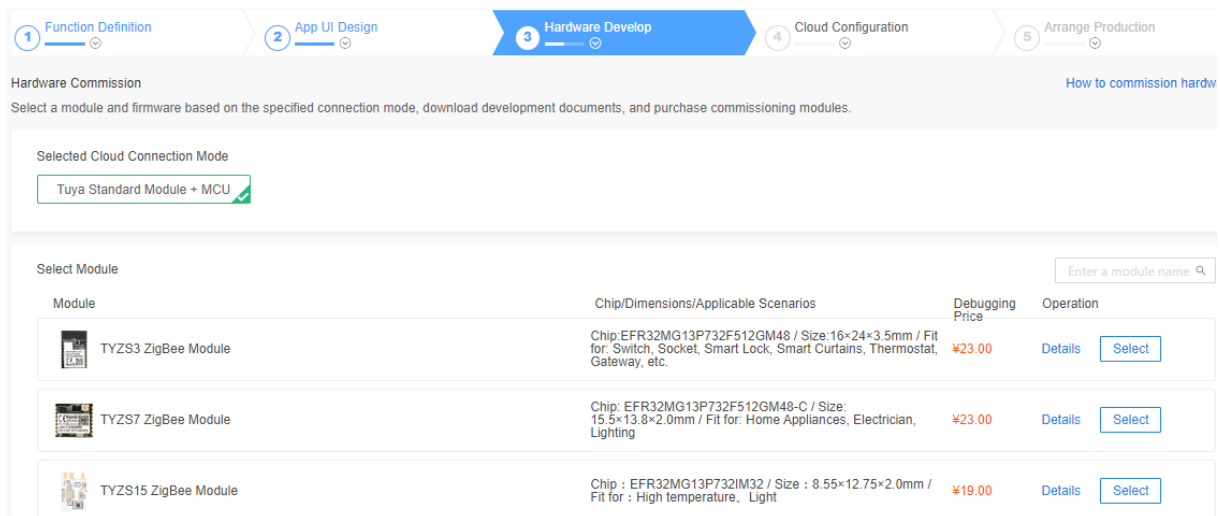 1 Function Definition
2 App UI Design
3 Hardware Develop
4 Cloud Configuration
5 Arrange Production
Hardware Commission
How to commission hardw
Select a module and firmware based on the specified connection mode, download development documents, and purchase commissioning modules.
Selected Cloud Connection Mode
Tuya Standard Module + MCU
Select Module
Enter a module name
Module
Chip/Dimensions/Applicable Scenarios
Debugging
Price
Operation
TYZS3 ZigBee Module
Chip:EFR32MG13P732F512GM48 / Size:16×24×3.5mm / Fit
for: Switch, Socket, Smart Lock, Smart Curtains, Thermostat,
Gateway, etc.
¥23.00
Details
Select
TYZS7 ZigBee Module
Chip: EFR32MG13P732F512GM48-C / Size:
15.5×13.8×2.0mm / Fit for: Home Appliances, Electrician,
Lighting
¥23.00
Details
Select
TYZS15 ZigBee Module
Chip：EFR32MG13P732IM32 / Size：8.55×12.75×2.0mm /
Fit for：High temperature、Light
¥19.00
Details
Select